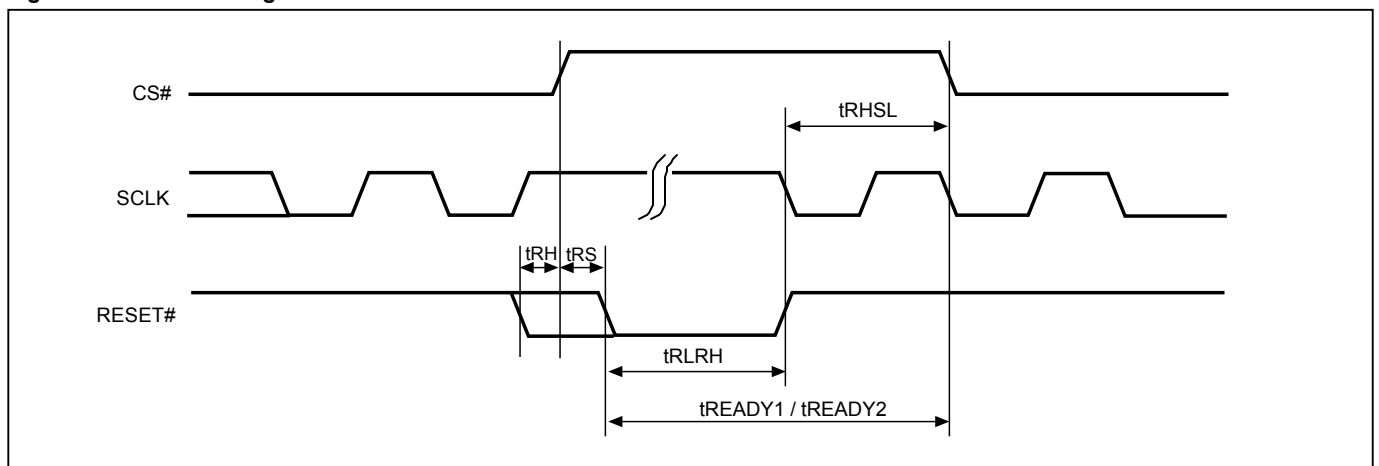 CS#
tRHSL
SCLK
tRH tRS
RESET#
tRLRH
tREADY1 / tREADY2